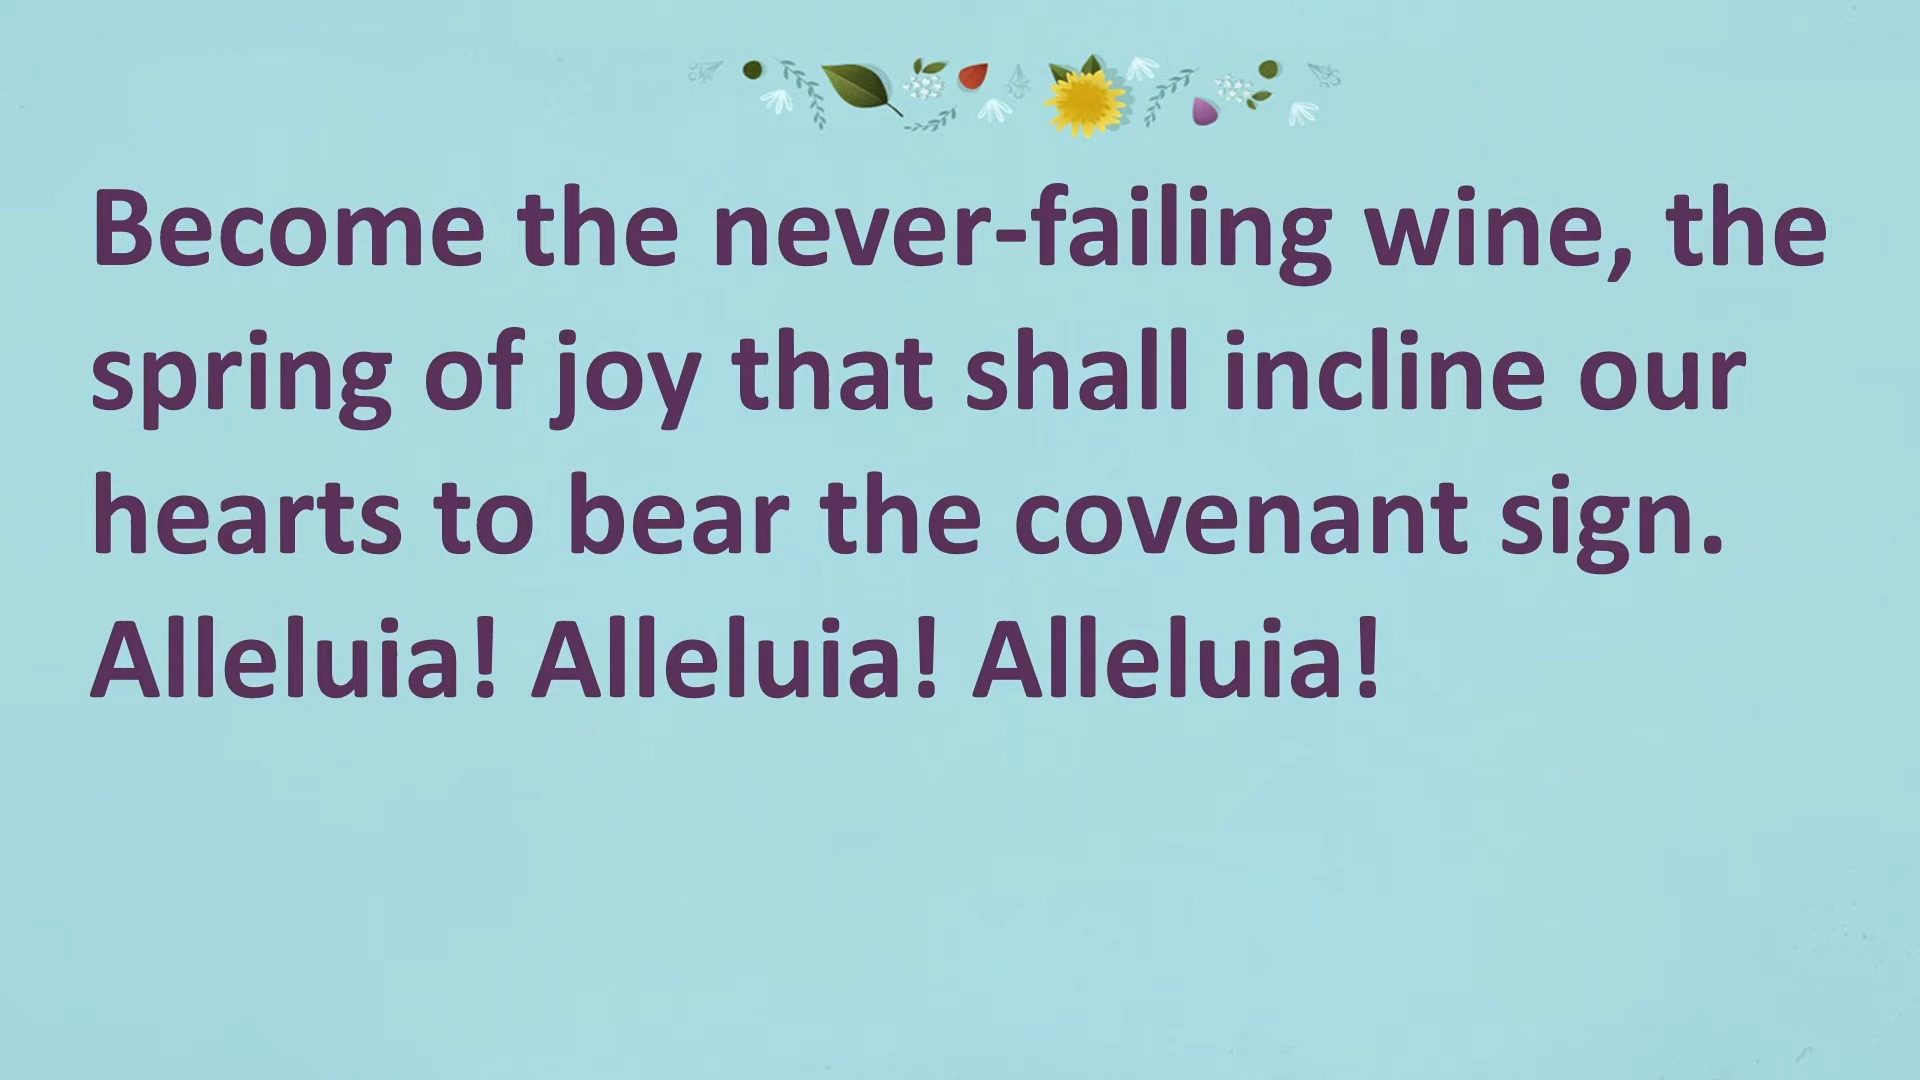 Become the never-failing wine, the
spring of joy that shall incline our
hearts to bear the covenant sign.
Alleluia! Alleluia! Alleluia!